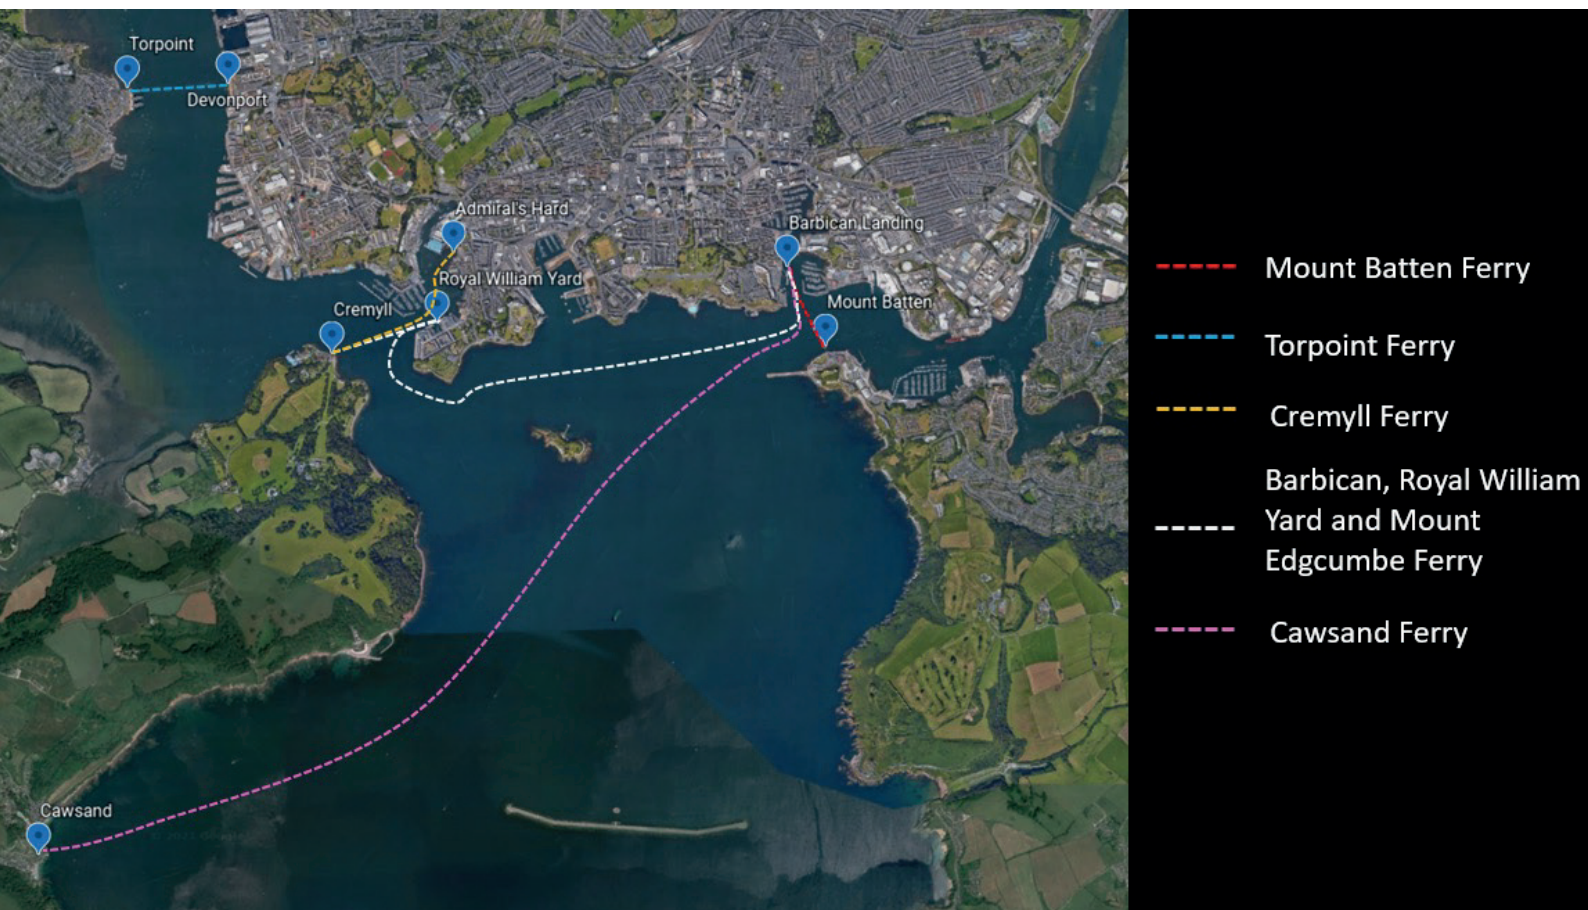 Torpoint
Devonport
Admiral's Hard
Royal William Yard
Cremyll
Barbican Landing
Mount Batten
Cawsand
Mount Batten Ferry
Torpoint Ferry
Cremyll Ferry
Barbican, Royal William
Yard and Mount
Edgcumbe Ferry
Cawsand Ferry